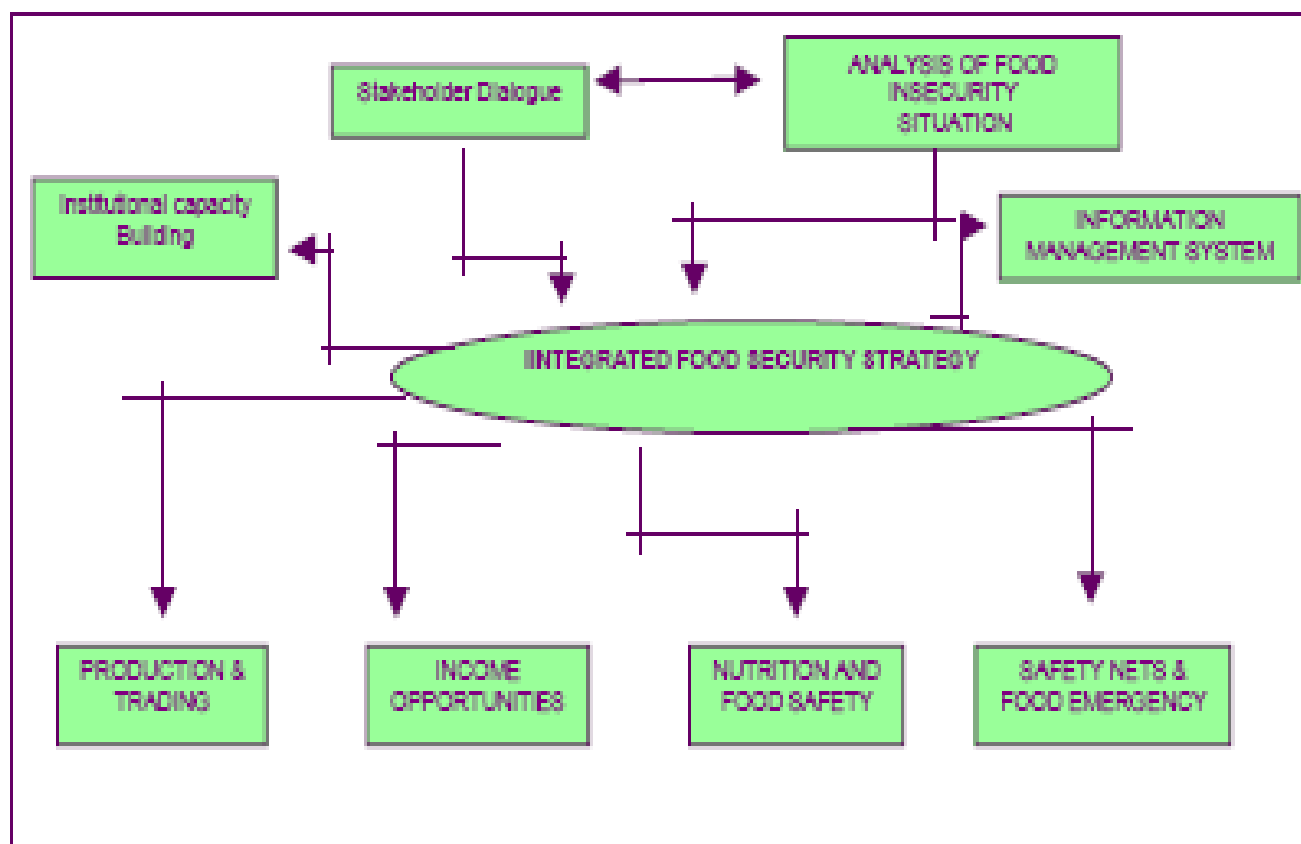 Stakeholder Dialogue
ANALYSIS OF FOOD
INSECURITY
SITUATION
Institutional capacity
Building
INFORMATION
MANAGEMENT SYSTEM
IINTEGRATED FOOD SECURITY STRATEGY
PRODUCTION &
TRADING
INCOME
OPPORTUNITIES
NUTRITION AND
FOOD SAFETY
SAFETY NETS &
FOOD EMERGENCY